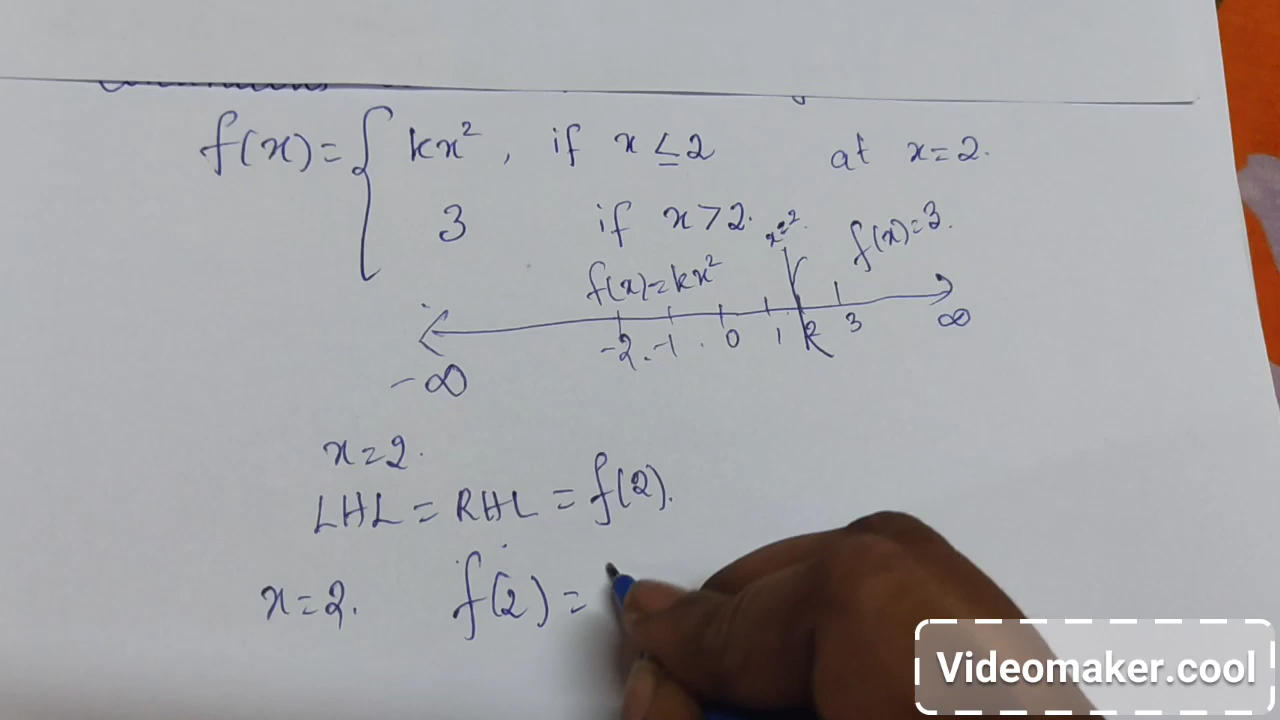 f(x) = { kx², if x ≤ 2 at x = 2.
3 if x > 2.
x=2.
f(x)=3.
f(x)=kx²
-2 -1 0 1 2 3
-∞ ∞
x=2.
LHL = RHL = f(2).
x=2. f(2) =
Videomaker.cool